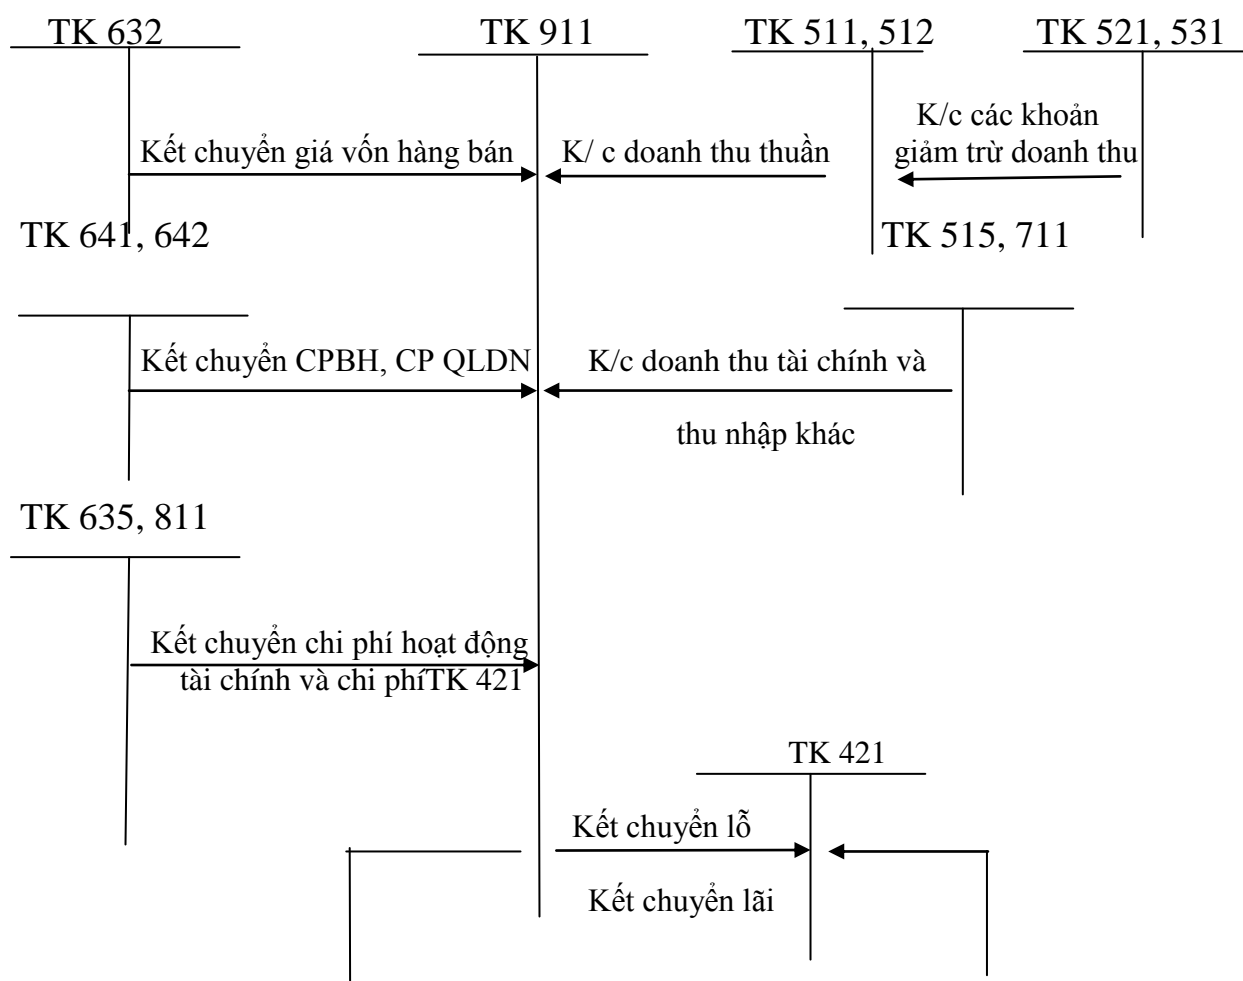 TK 632
TK 911
TK 511, 512
TK 521, 531
K/c các khoản
giảm trừ doanh thu
Kết chuyển giá vốn hàng bán
K/ c doanh thu thuần
TK 641, 642
TK 515, 711
Kết chuyển CPBH, CP QLDN
K/c doanh thu tài chính và
thu nhập khác
TK 635, 811
Kết chuyển chi phí hoạt động
tài chính và chi phíTK 421
TK 421
Kết chuyển lỗ
Kết chuyển lãi